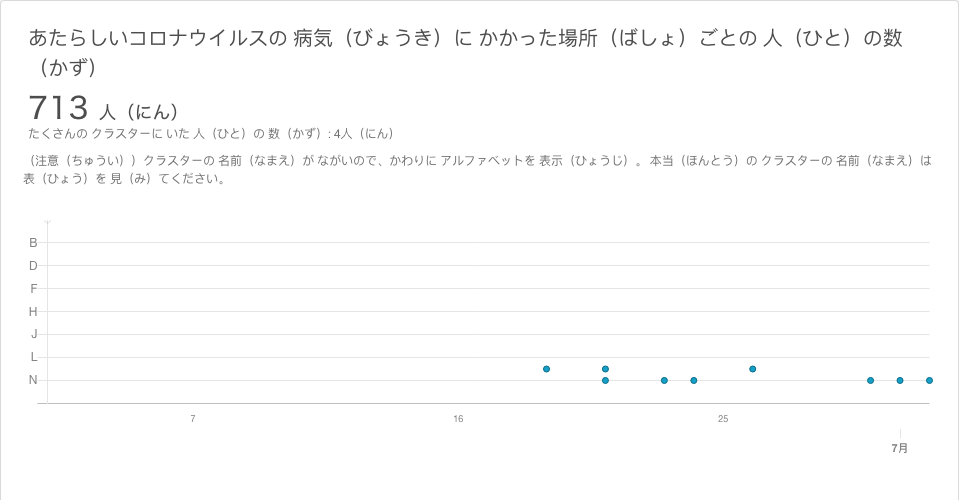 あたらしいコロナウイルスの 病気（びょうき）に かかった場所（ばしょ）ごとの 人（ひと）の数
（かず）
713 人（にん）
たくさんの クラスターに いた 人（ひと）の 数（かず）: 4人（にん）
（注意（ちゅうい））クラスターの 名前（なまえ）が ながいので、かわりに アルファベットを 表示（ひょうじ）。 本当（ほんとう）の クラスターの 名前（なまえ）は
表（ひょう）を 見（み）てください。
B
D
F
H
J
L
N
7 16 25
7月